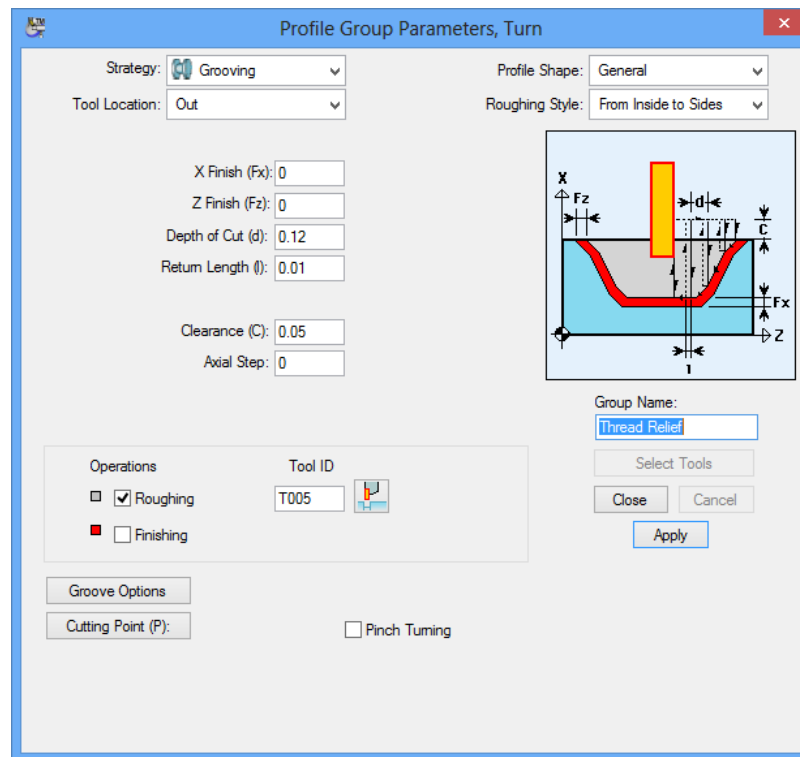 Profile Group Parameters, Turn
Strategy: Grooving
Profile Shape: General
Tool Location: Out
Roughing Style: From Inside to Sides
X Finish (Fx): 0
Z Finish (Fz): 0
Depth of Cut (d): 0.12
Return Length (l): 0.01
Clearance (C): 0.05
Axial Step: 0
X
Fz
d
C
Fx
Z
l
Group Name:
Thread Relief
Select Tools
Close Cancel
Apply
Operations Tool ID
Roughing T005
Finishing
Groove Options
Cutting Point (P):
Pinch Turning